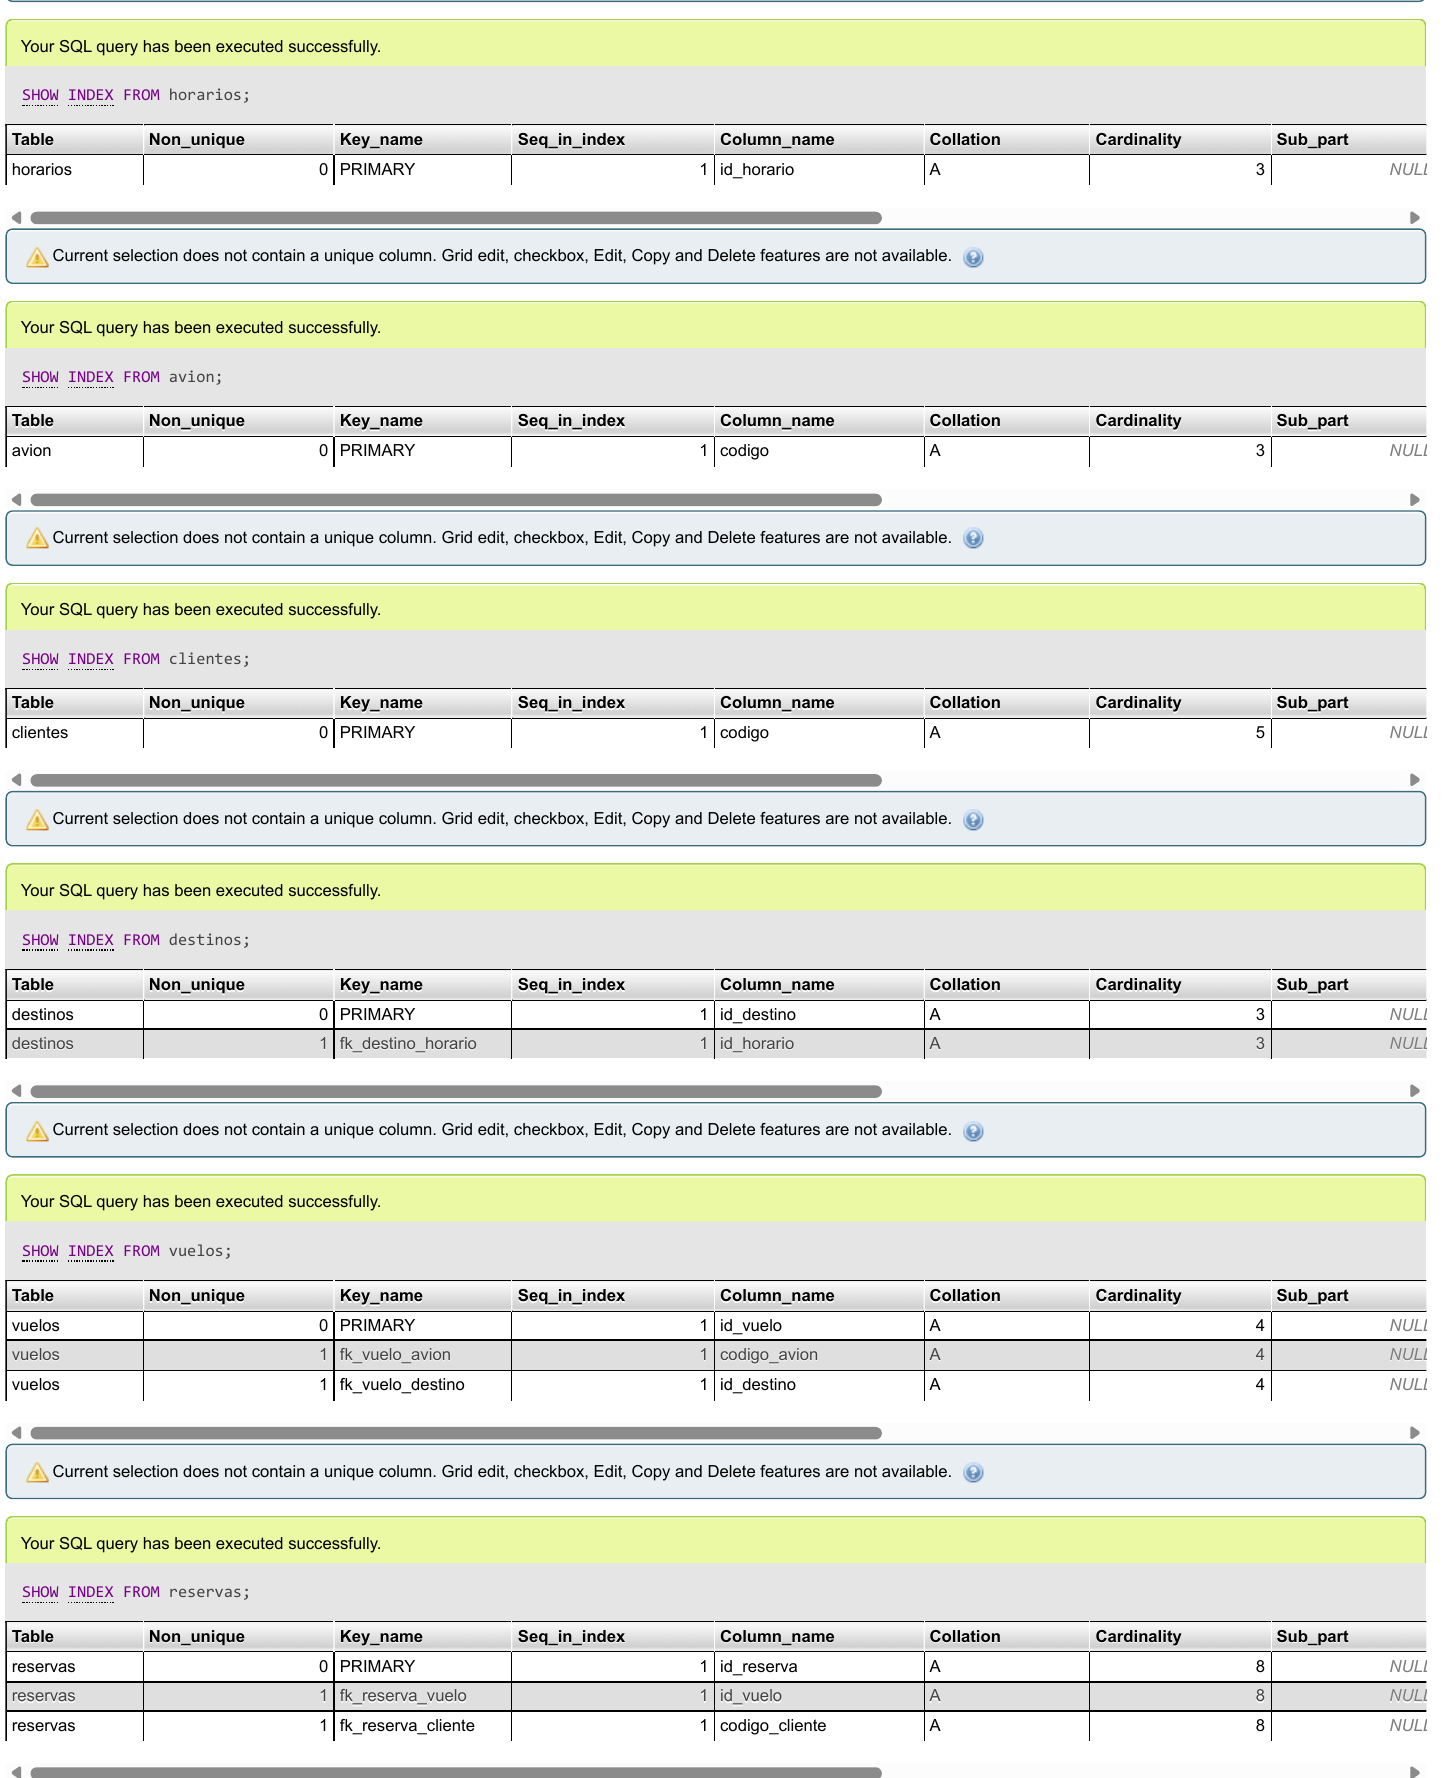 Your SQL query has been executed successfully.
SHOW INDEX FROM horarios;
Table Non_unique Key_name Seq_in_index Column_name Collation Cardinality Sub_part
horarios 0 PRIMARY 1 id_horario A 3 NULL
Current selection does not contain a unique column. Grid edit, checkbox, Edit, Copy and Delete features are not available.
Your SQL query has been executed successfully.
SHOW INDEX FROM avion;
Table Non_unique Key_name Seq_in_index Column_name Collation Cardinality Sub_part
avion 0 PRIMARY 1 codigo A 3 NULL
Current selection does not contain a unique column. Grid edit, checkbox, Edit, Copy and Delete features are not available.
Your SQL query has been executed successfully.
SHOW INDEX FROM clientes;
Table Non_unique Key_name Seq_in_index Column_name Collation Cardinality Sub_part
clientes 0 PRIMARY 1 codigo A 5 NULL
Current selection does not contain a unique column. Grid edit, checkbox, Edit, Copy and Delete features are not available.
Your SQL query has been executed successfully.
SHOW INDEX FROM destinos;
Table Non_unique Key_name Seq_in_index Column_name Collation Cardinality Sub_part
destinos 0 PRIMARY 1 id_destino A 3 NULL
destinos 1 fk_destino_horario 1 id_horario A 3 NULL
Current selection does not contain a unique column. Grid edit, checkbox, Edit, Copy and Delete features are not available.
Your SQL query has been executed successfully.
SHOW INDEX FROM vuelos;
Table Non_unique Key_name Seq_in_index Column_name Collation Cardinality Sub_part
vuelos 0 PRIMARY 1 id_vuelo A 4 NULL
vuelos 1 fk_vuelo_avion 1 codigo_avion A 4 NULL
vuelos 1 fk_vuelo_destino 1 id_destino A 4 NULL
Current selection does not contain a unique column. Grid edit, checkbox, Edit, Copy and Delete features are not available.
Your SQL query has been executed successfully.
SHOW INDEX FROM reservas;
Table Non_unique Key_name Seq_in_index Column_name Collation Cardinality Sub_part
reservas 0 PRIMARY 1 id_reserva A 8 NULL
reservas 1 fk_reserva_vuelo 1 id_vuelo A 8 NULL
reservas 1 fk_reserva_cliente 1 codigo_cliente A 8 NULL